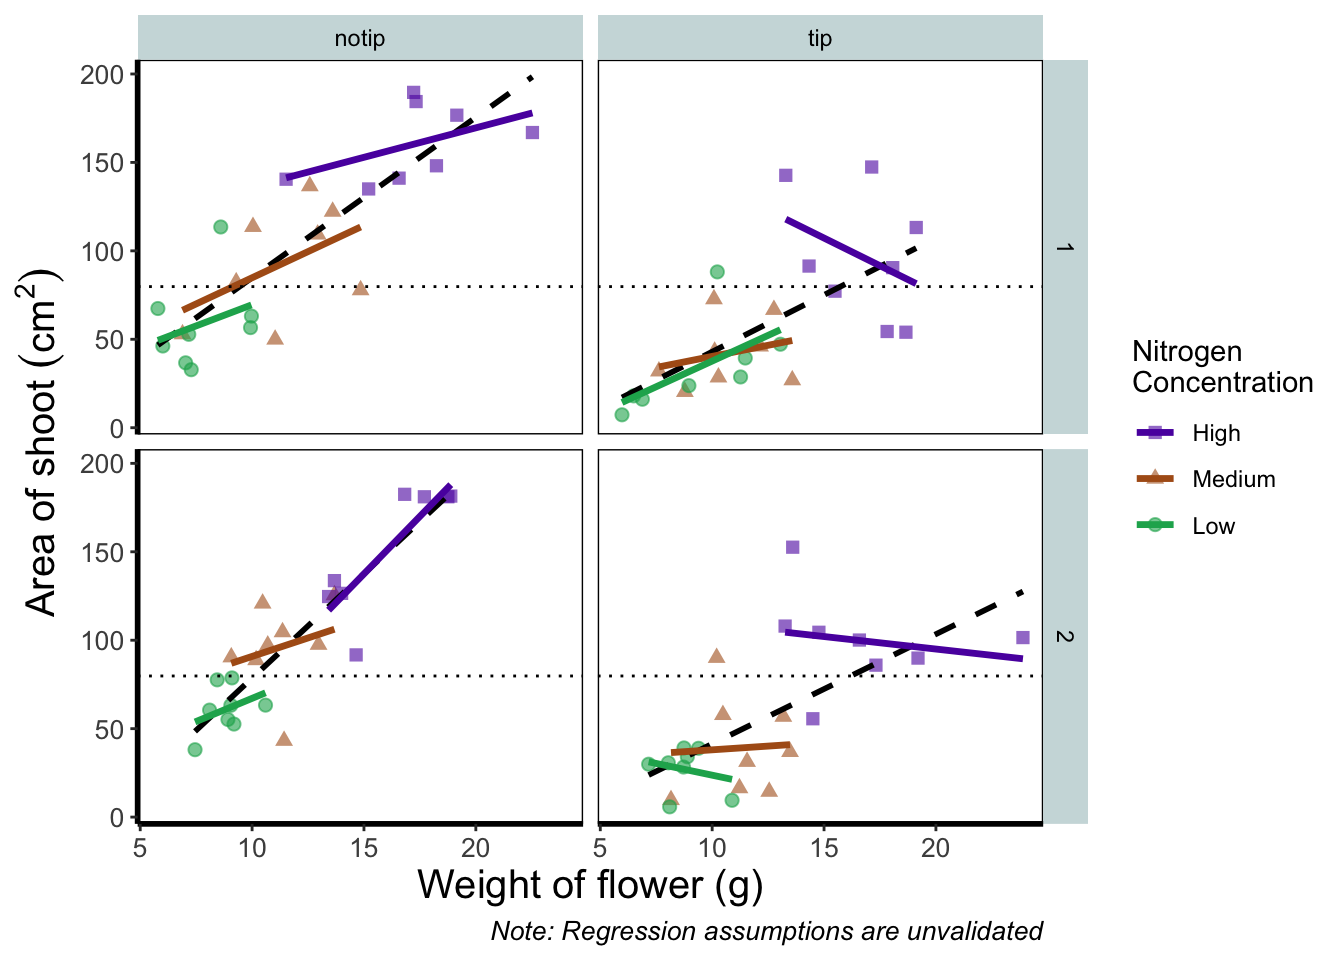 notip
tip
200
150
100
50
0
1
200
150
100
50
0
2
5
10
15
20
5
10
15
20
Area of shoot (cm²)
Weight of flower (g)
Note: Regression assumptions are unvalidated
Nitrogen
Concentration
High
Medium
Low